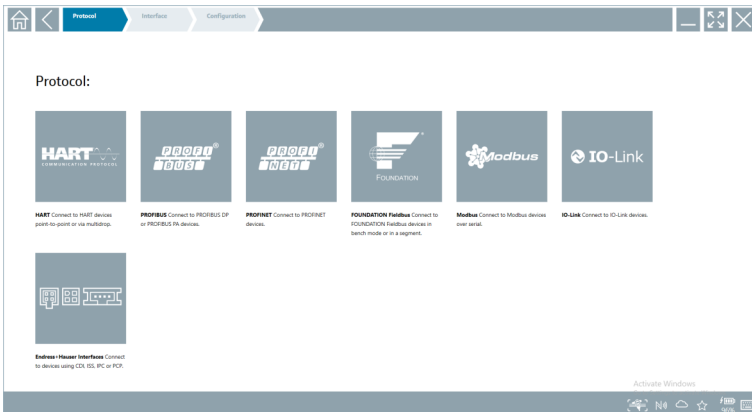 Protocol
Interface
Configuration
Protocol:
HART
COMMUNICATION PROTOCOL
PROFI
BUS
PROFI
NET
FOUNDATION
Modbus
IO-Link
HART Connect to HART devices
point-to-point or via multidrop.
PROFIBUS Connect to PROFIBUS DP
or PROFIBUS PA devices.
PROFINET Connect to PROFINET
devices.
FOUNDATION Fieldbus Connect to
FOUNDATION Fieldbus devices in
bench mode or in a segment.
Modbus Connect to Modbus devices
over serial.
IO-Link Connect to IO-Link devices.
Endress+Hauser Interfaces Connect
to devices using CDI, ISS, IPC or PCP.
Activate Windows
96%